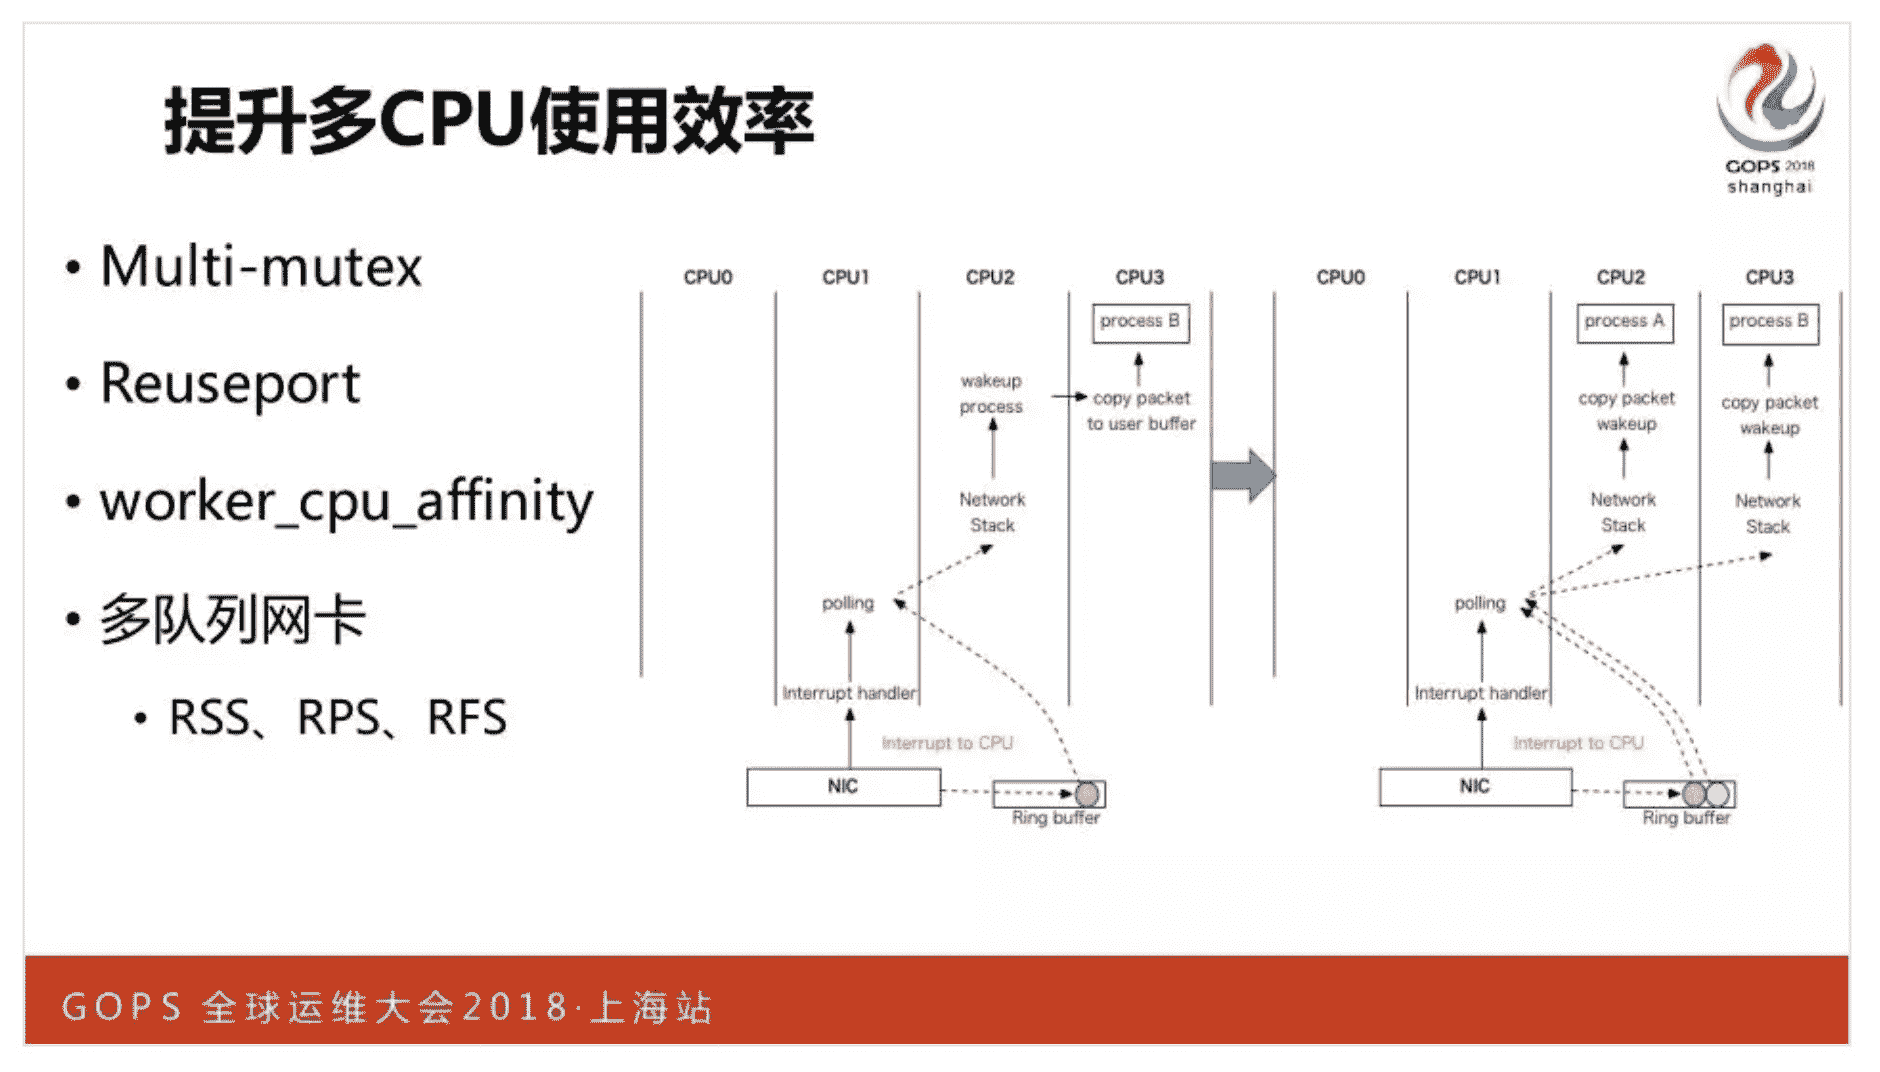 提升多CPU使用效率
GOPS 2018
shanghai
• Multi-mutex
• Reuseport
• worker_cpu_affinity
• 多队列网卡
• RSS、RPS、RFS
CPU0
CPU1
CPU2
CPU3
process B
wakeup
process
copy packet
to user buffer
Network
Stack
polling
Interrupt handler
Interrupt to CPU
NIC
Ring buffer
CPU0
CPU1
CPU2
CPU3
process A
process B
copy packet
wakeup
copy packet
wakeup
Network
Stack
Network
Stack
polling
Interrupt handler
Interrupt to CPU
NIC
Ring buffer
GOPS 全球运维大会2018·上海站